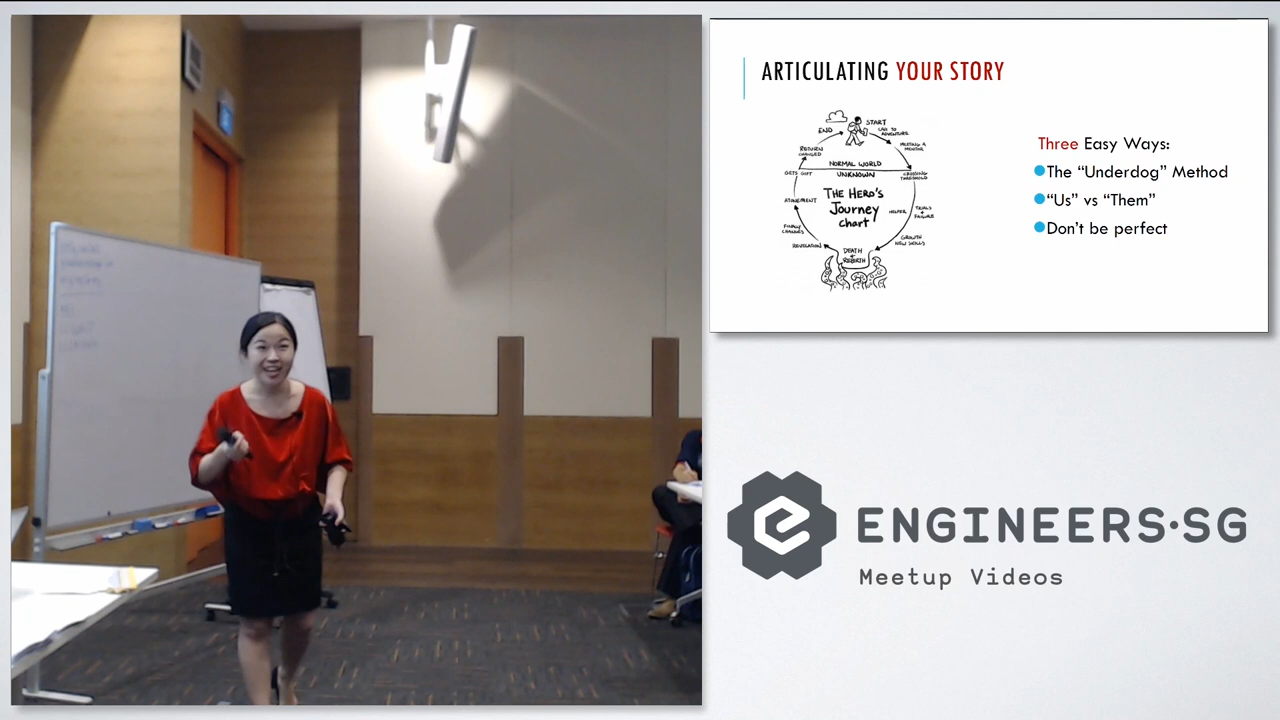 ARTICULATING YOUR STORY
START
END
CALL TO
ADVENTURE
MEETING A
MENTOR
RETURN
CHANGED
NORMAL WORLD
GETS GIFT
UNKNOWN
CROSSING
THRESHOLD
THE HERO'S
Journey
chart
ATONEMENT
HELPER
TRIALS
+
FAILURE
FINALLY
CHANGES
GROWTH
NEW SKILLS
REVELATION
DEATH
+
REBIRTH
Three Easy Ways:
The “Underdog” Method
“Us” vs “Them”
Don’t be perfect
ENGINEERS·SG
Meetup Videos